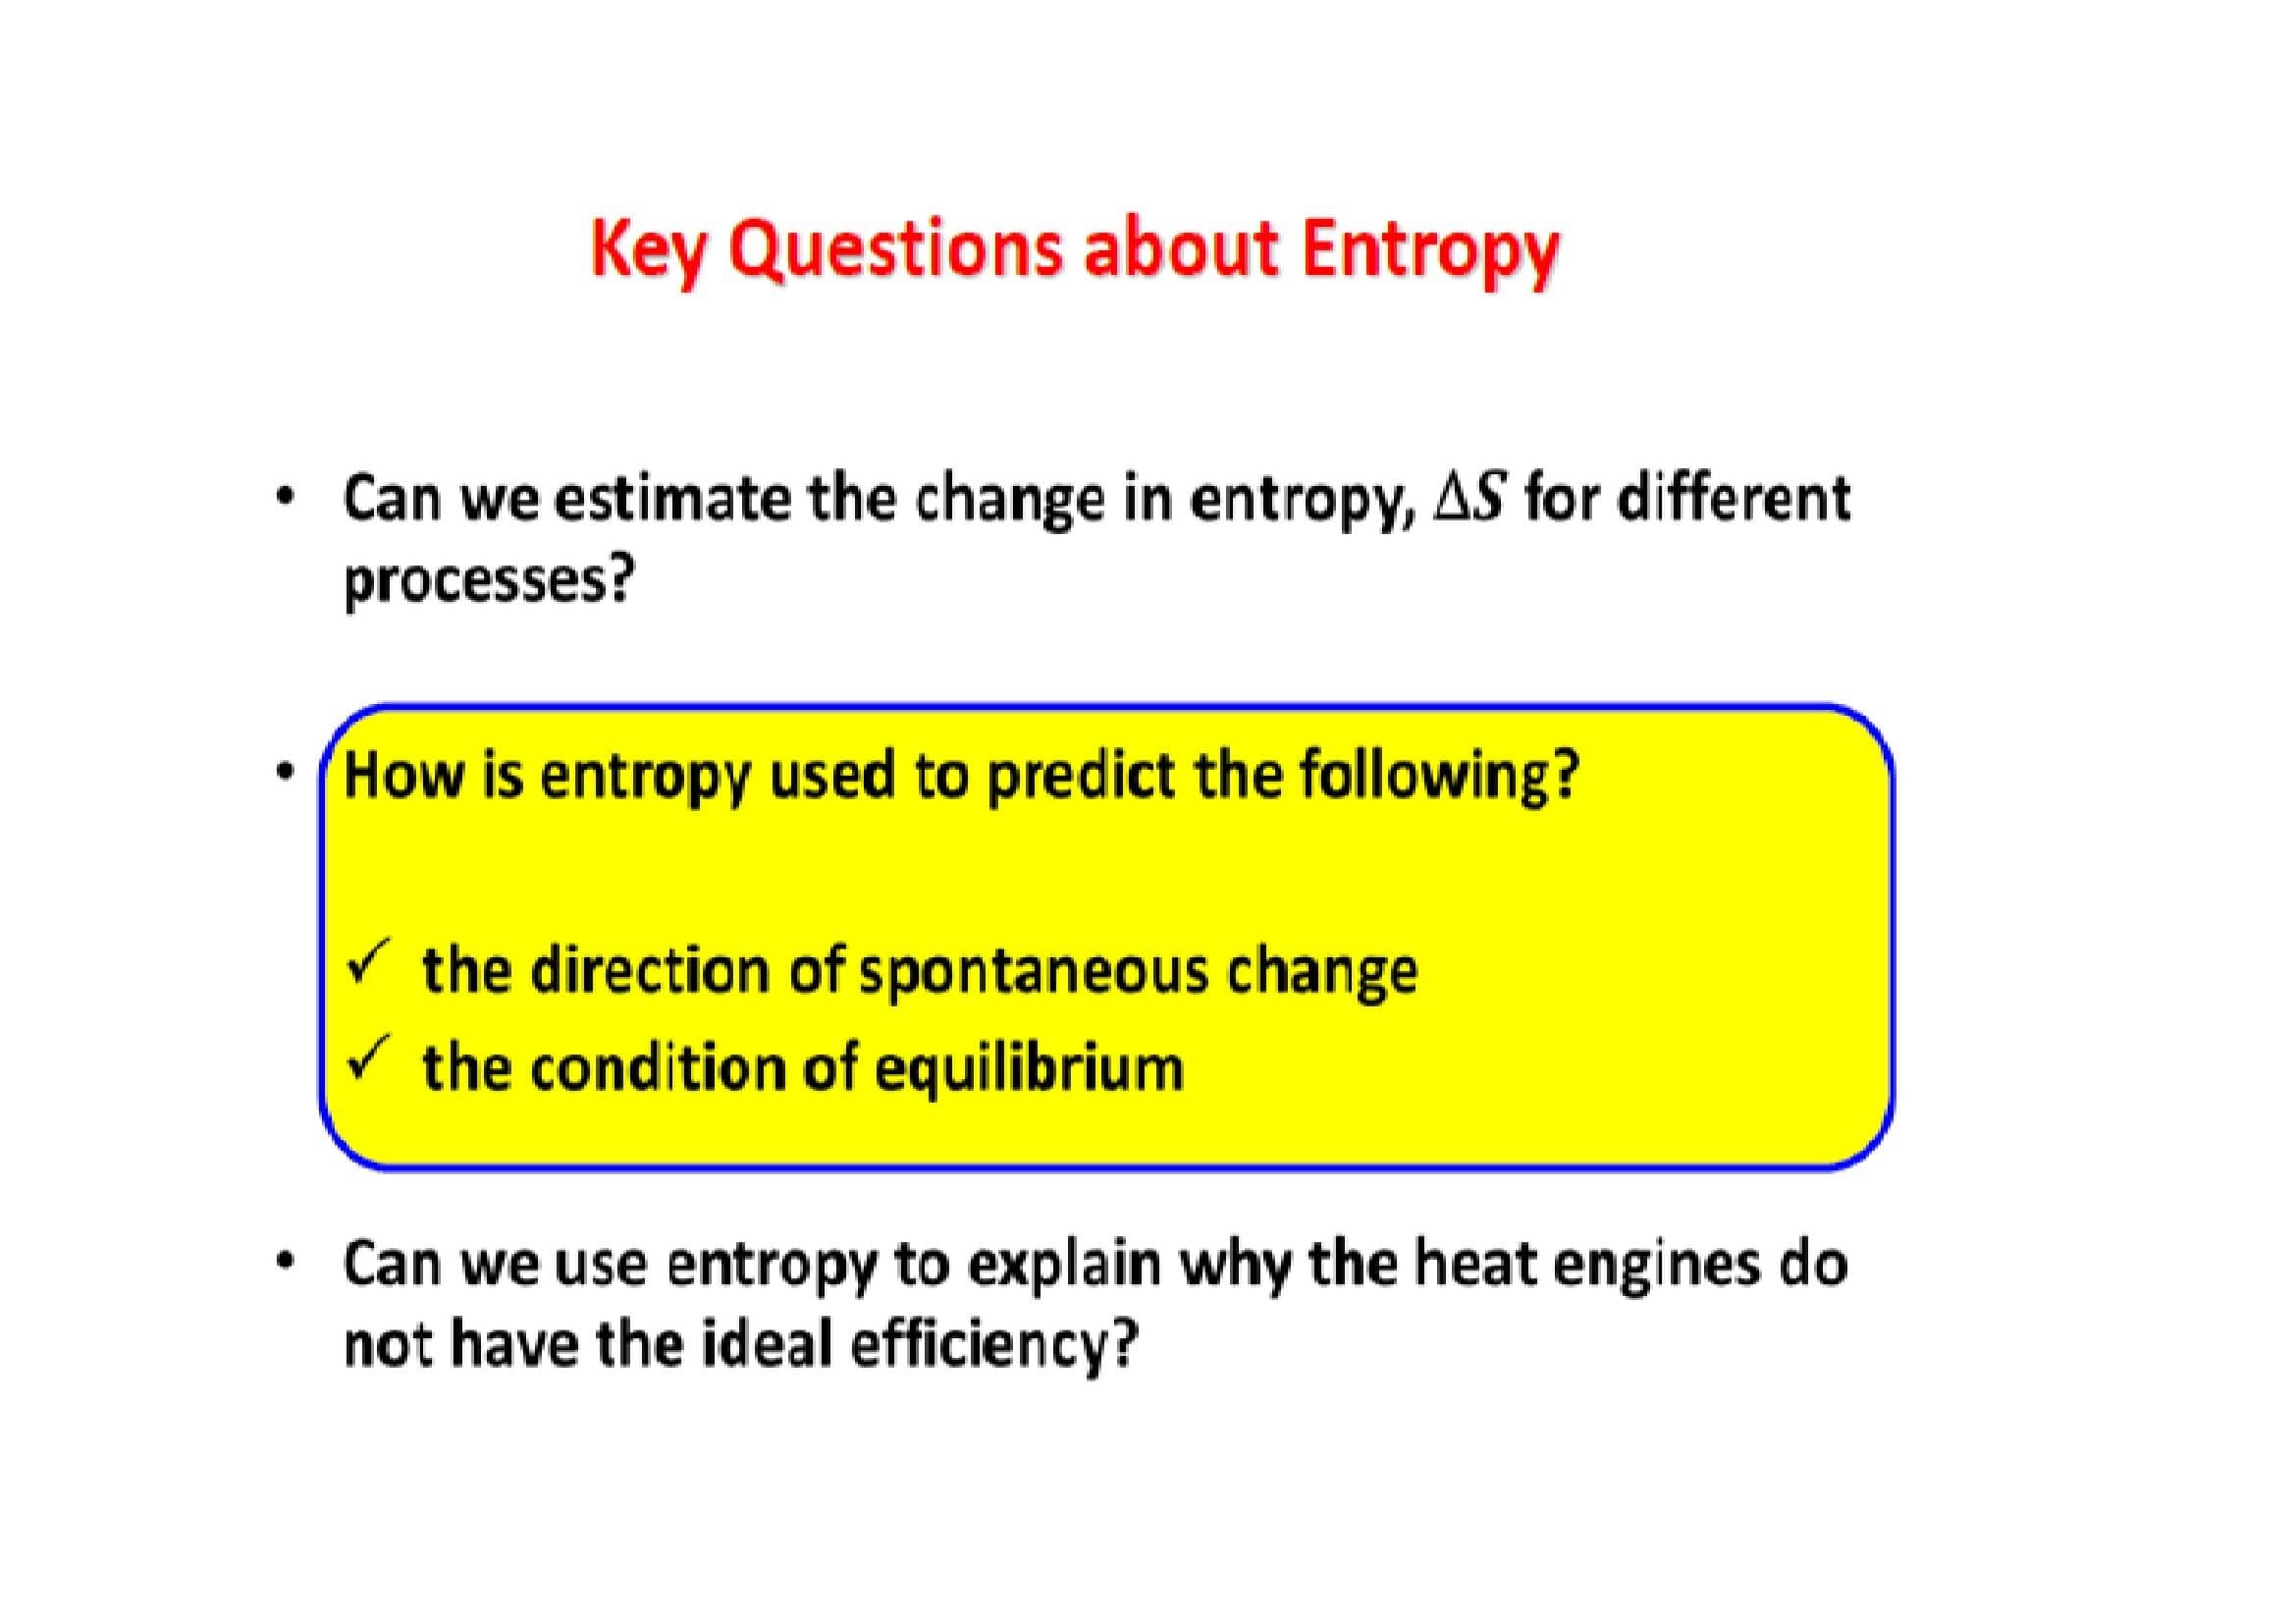 Key Questions about Entropy
• Can we estimate the change in entropy, ΔS for different
processes?
• How is entropy used to predict the following?
✓ the direction of spontaneous change
✓ the condition of equilibrium
• Can we use entropy to explain why the heat engines do
not have the ideal efficiency?